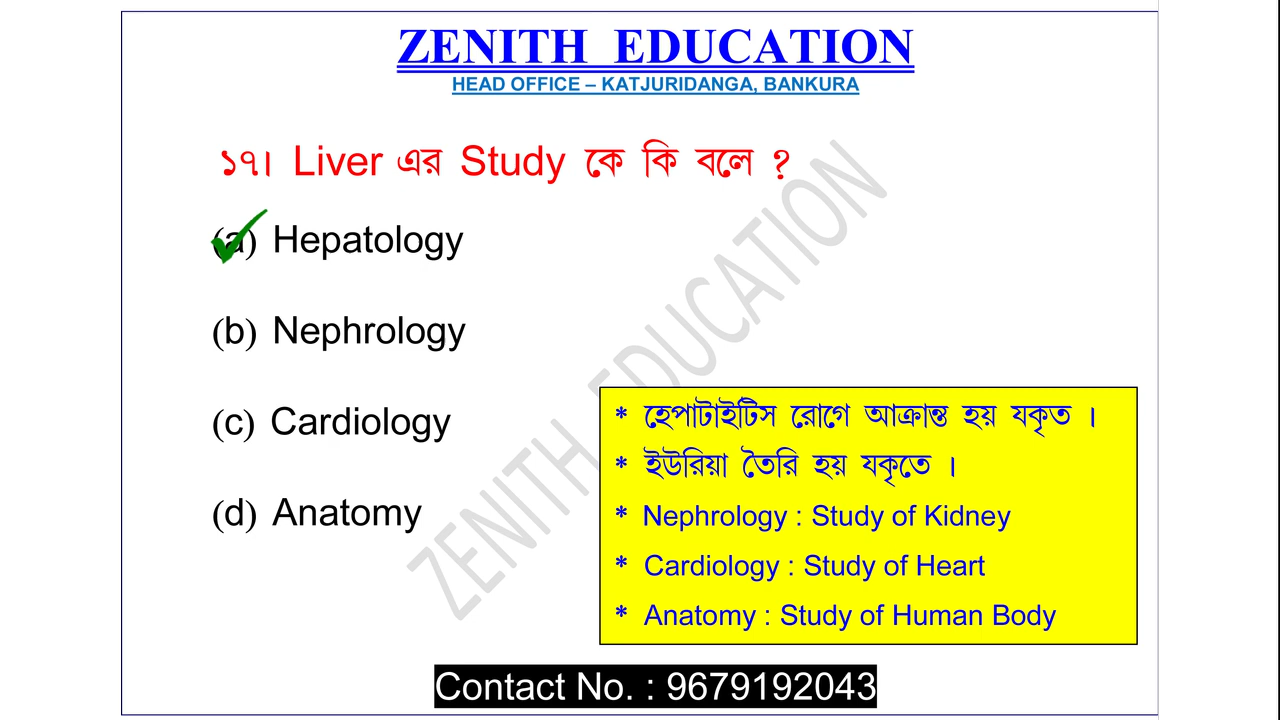 ZENITH EDUCATION
HEAD OFFICE – KATJURIDANGA, BANKURA
১৭। Liver এর Study কে কি বলে ?
(a) Hepatology
(b) Nephrology
(c) Cardiology
(d) Anatomy
* হেপাটাইটিস রোগে আক্রান্ত হয় যকৃত ।
* ইউরিয়া তৈরি হয় যকৃতে ।
* Nephrology : Study of Kidney
* Cardiology : Study of Heart
* Anatomy : Study of Human Body
ZENITH EDUCATION
Contact No. : 9679192043